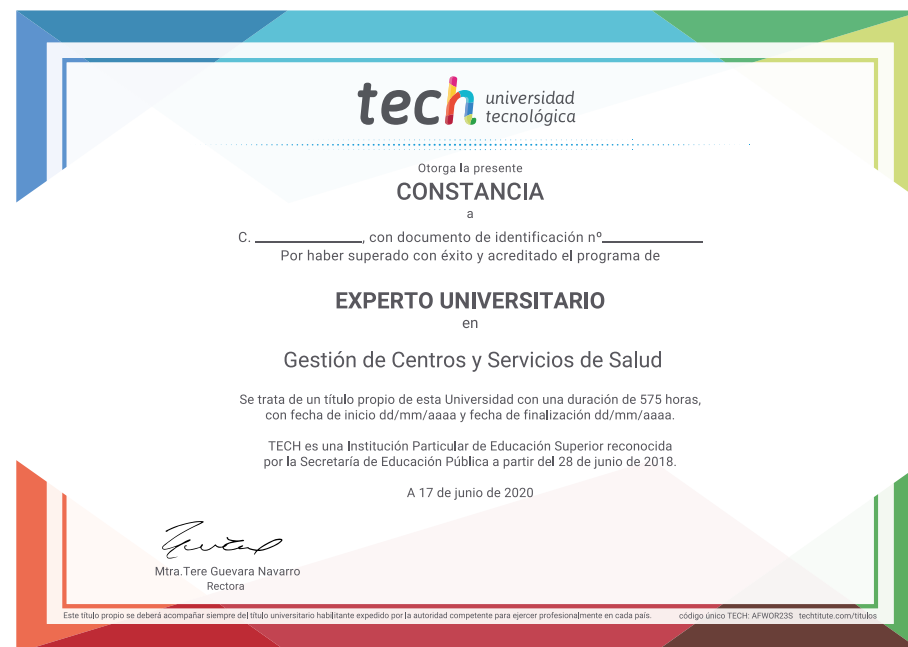 tech universidad
tecnológica
Otorga la presente
CONSTANCIA
a
C. ____________, con documento de identificación nº____________
Por haber superado con éxito y acreditado el programa de
EXPERTO UNIVERSITARIO
en
Gestión de Centros y Servicios de Salud
Se trata de un título propio de esta Universidad con una duración de 575 horas,
con fecha de inicio dd/mm/aaaa y fecha de finalización dd/mm/aaaa.
TECH es una Institución Particular de Educación Superior reconocida
por la Secretaría de Educación Pública a partir del 28 de junio de 2018.
A 17 de junio de 2020
Mtra.Tere Guevara Navarro
Rectora
Este título propio se deberá acompañar siempre del título universitario habilitante expedido por la autoridad competente para ejercer profesionalmente en cada país. código único TECH: AFWOR23S techtitute.com/titulos